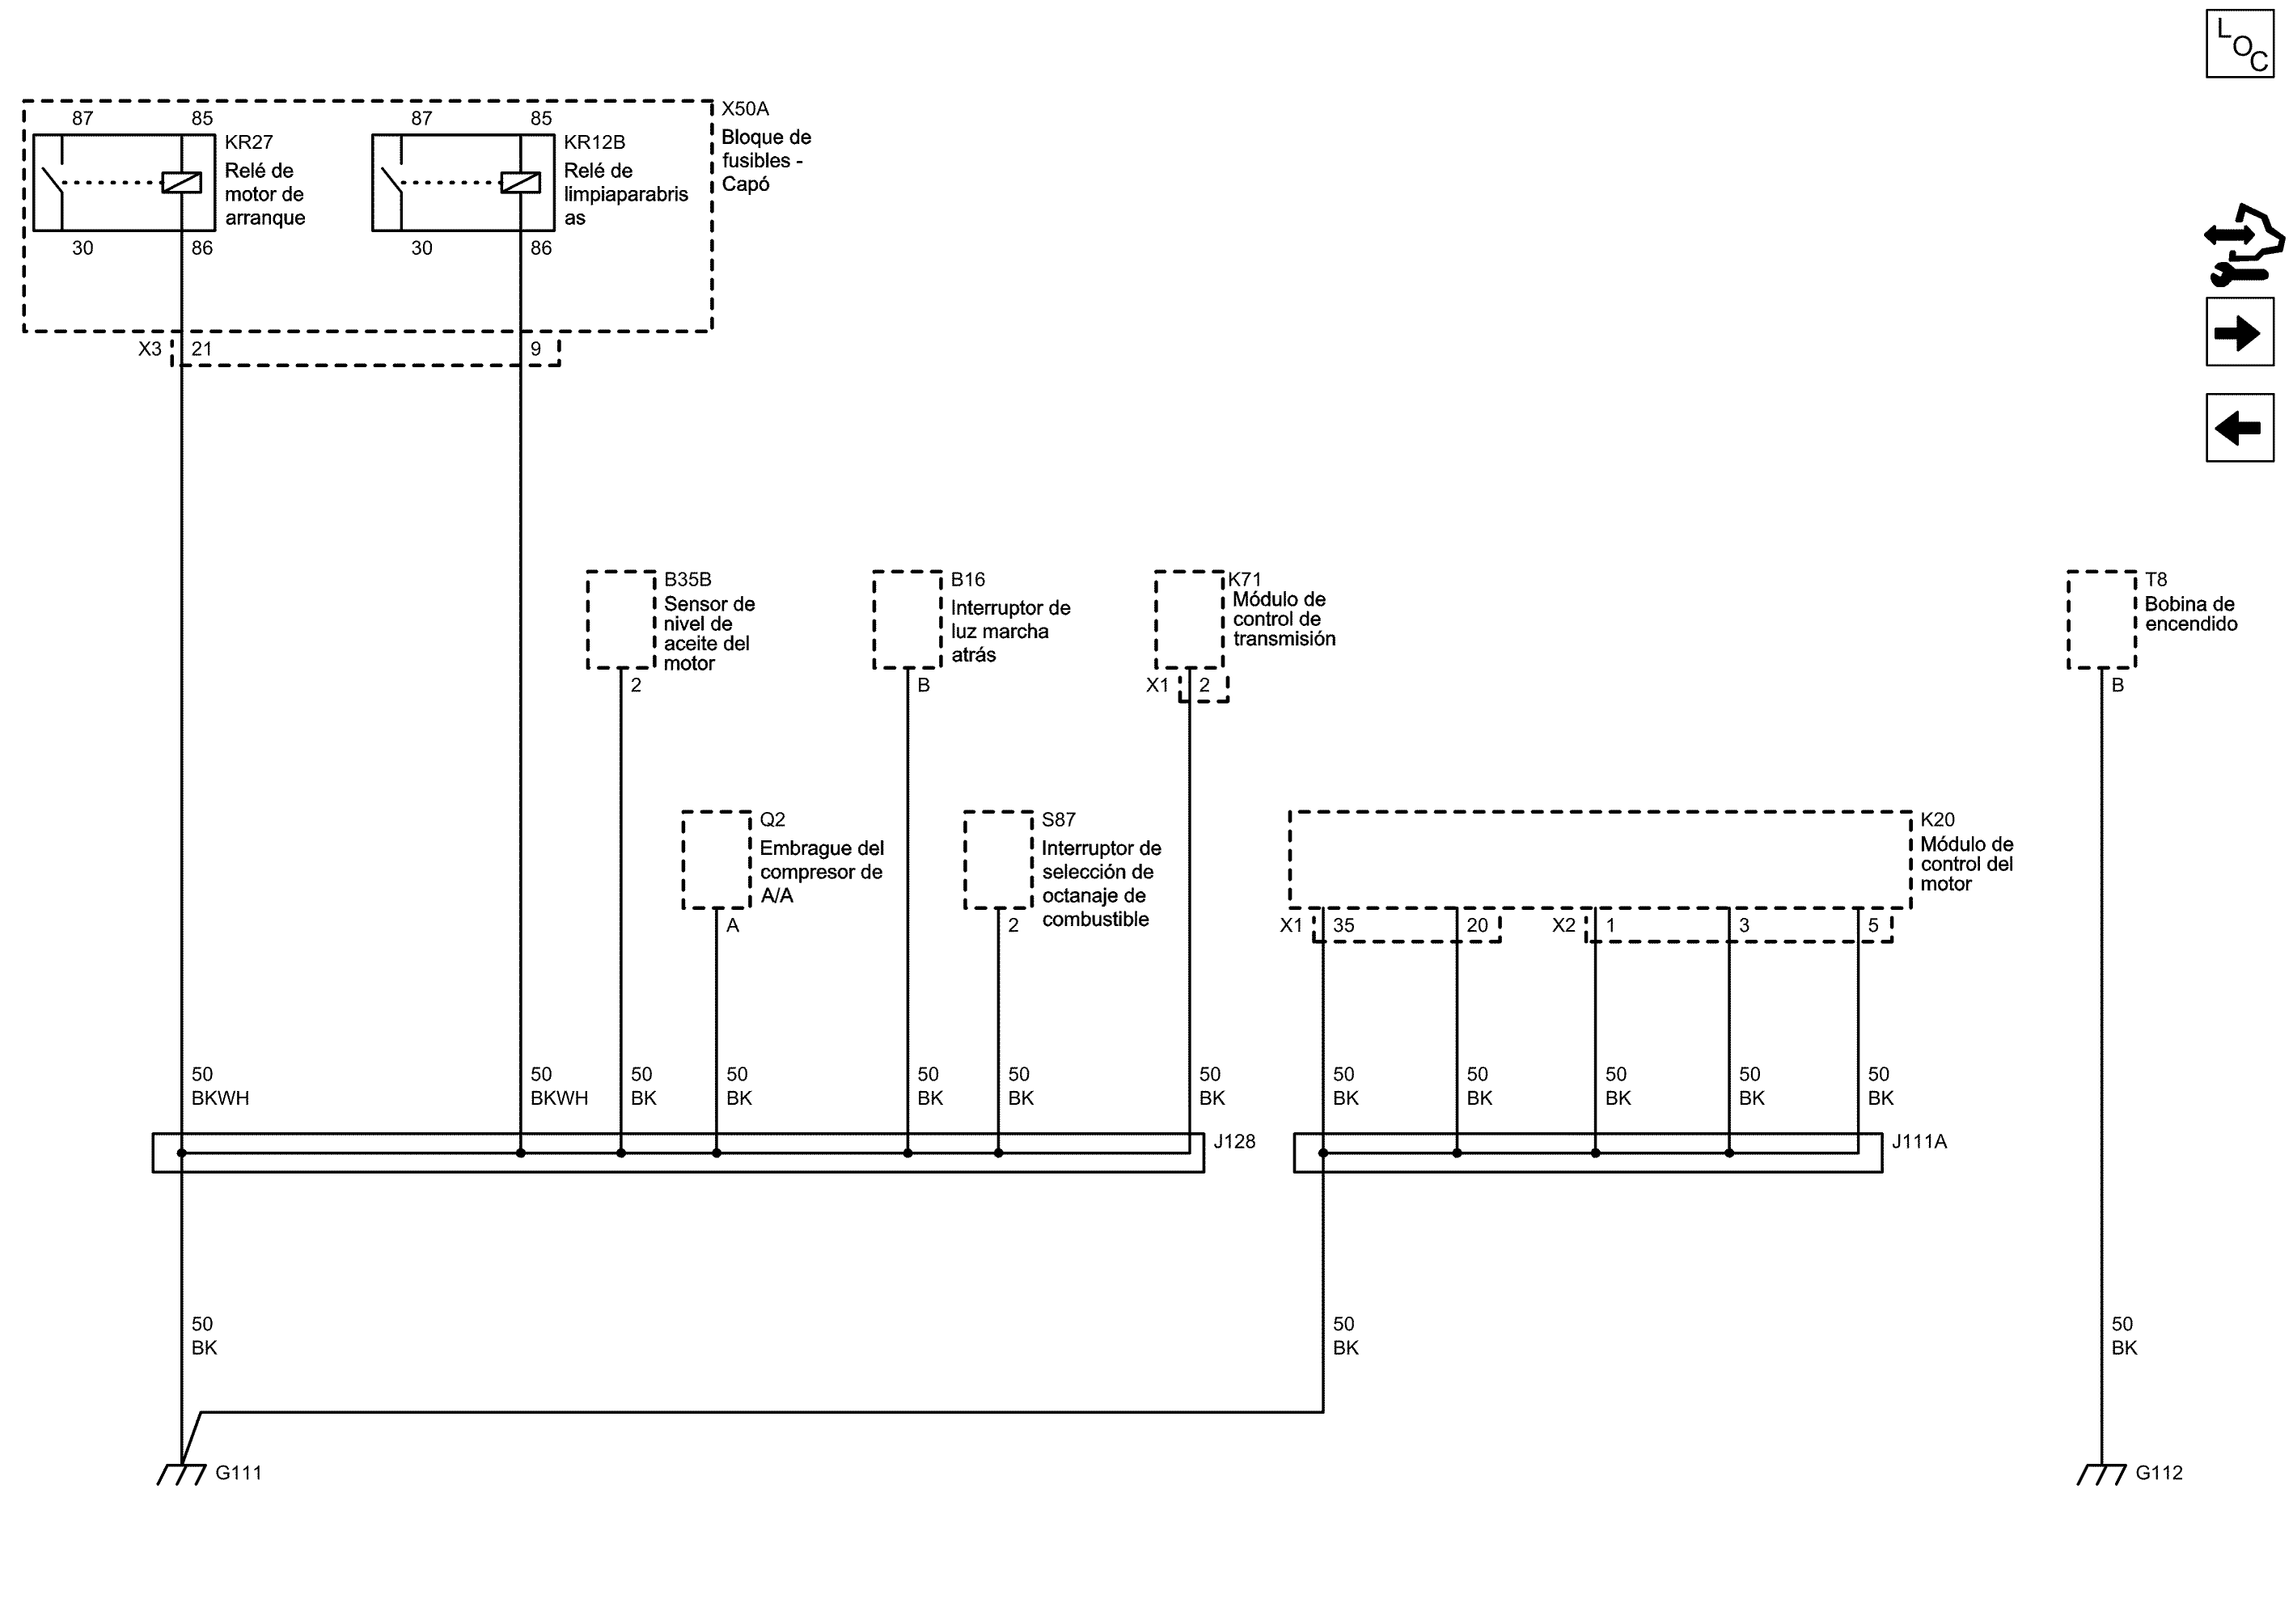 LOC
X50A
Bloque de
fusibles -
Capó
87
85
KR27
Relé de
motor de
arranque
30
86
87
85
KR12B
Relé de
limpiaparabris
as
30
86
X3
21
9
B35B
Sensor de
nivel de
aceite del
motor
2
B16
Interruptor de
luz marcha
atrás
B
K71
Módulo de
control de
transmisión
X1
2
T8
Bobina de
encendido
B
Q2
Embrague del
compresor de
A/A
A
S87
Interruptor de
selección de
octanaje de
combustible
2
K20
Módulo de
control del
motor
X1
35
20
X2
1
3
5
50
BKWH
50
BKWH
50
BK
50
BK
50
BK
50
BK
50
BK
50
BK
50
BK
50
BK
50
BK
50
BK
J128
J111A
50
BK
50
BK
50
BK
G111
G112